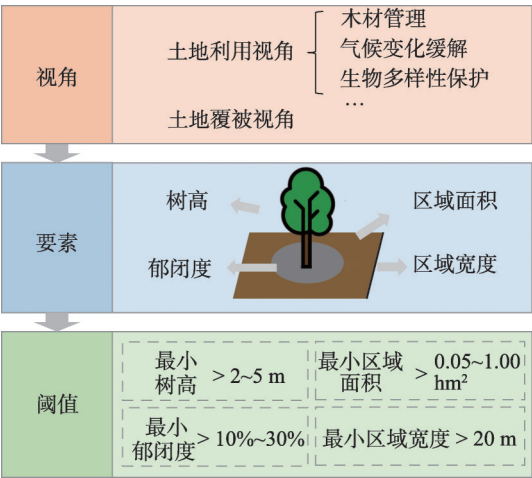 视角
土地利用视角
木材管理
气候变化缓解
生物多样性保护
…
土地覆被视角
要素
树高
区域面积
郁闭度
区域宽度
阈值
最小
树高 > 2~5 m
最小区域
面积 > 0.05~1.00
hm²
最小
郁闭度 > 10%~30%
最小区域宽度 > 20 m